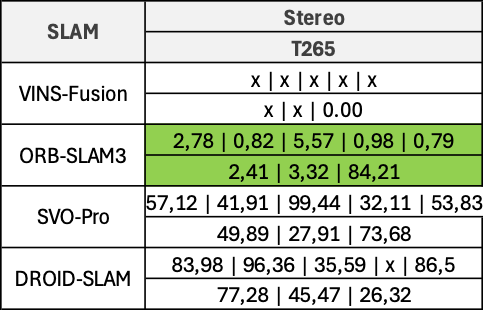 SLAM
Stereo
T265
VINS-Fusion
x | x | x | x | x
x | x | 0.00
ORB-SLAM3
2,78 | 0,82 | 5,57 | 0,98 | 0,79
2,41 | 3,32 | 84,21
SVO-Pro
57,12 | 41,91 | 99,44 | 32,11 | 53,83
49,89 | 27,91 | 73,68
DROID-SLAM
83,98 | 96,36 | 35,59 | x | 86,5
77,28 | 45,47 | 26,32